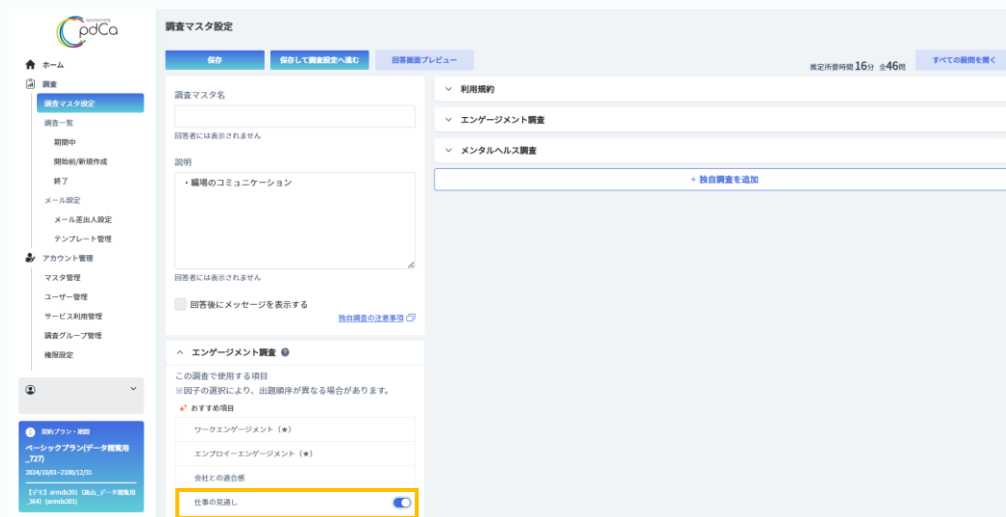 pdCa
ホーム
調査
調査マスタ設定
調査一覧
期間中
開始前/新規作成
終了
メール設定
メール差出人設定
テンプレート管理
アカウント管理
マスタ管理
ユーザー管理
サービス利用管理
調査グループ管理
権限設定
契約プラン・期間
ベーシックプラン(データ閲覧用
_727)
2024/10/01~2100/12/31
_364) (armds201)
調査マスタ設定
保存
保存して調査設定へ進む
回答画面プレビュー
推定所要時間 16分 全46問
すべての設問を開く
調査マスタ名
回答者には表示されません
説明
・職場のコミュニケーション
回答者には表示されません
回答後にメッセージを表示する
独自調査の注意事項
エンゲージメント調査
この調査で使用する項目
※因子の選択により、出題順序が異なる場合があります。
おすすめ項目
ワークエンゲージメント（★）
エンプロイーエンゲージメント（★）
会社との適合感
仕事の見通し
利用規約
エンゲージメント調査
メンタルヘルス調査
+ 独自調査を追加